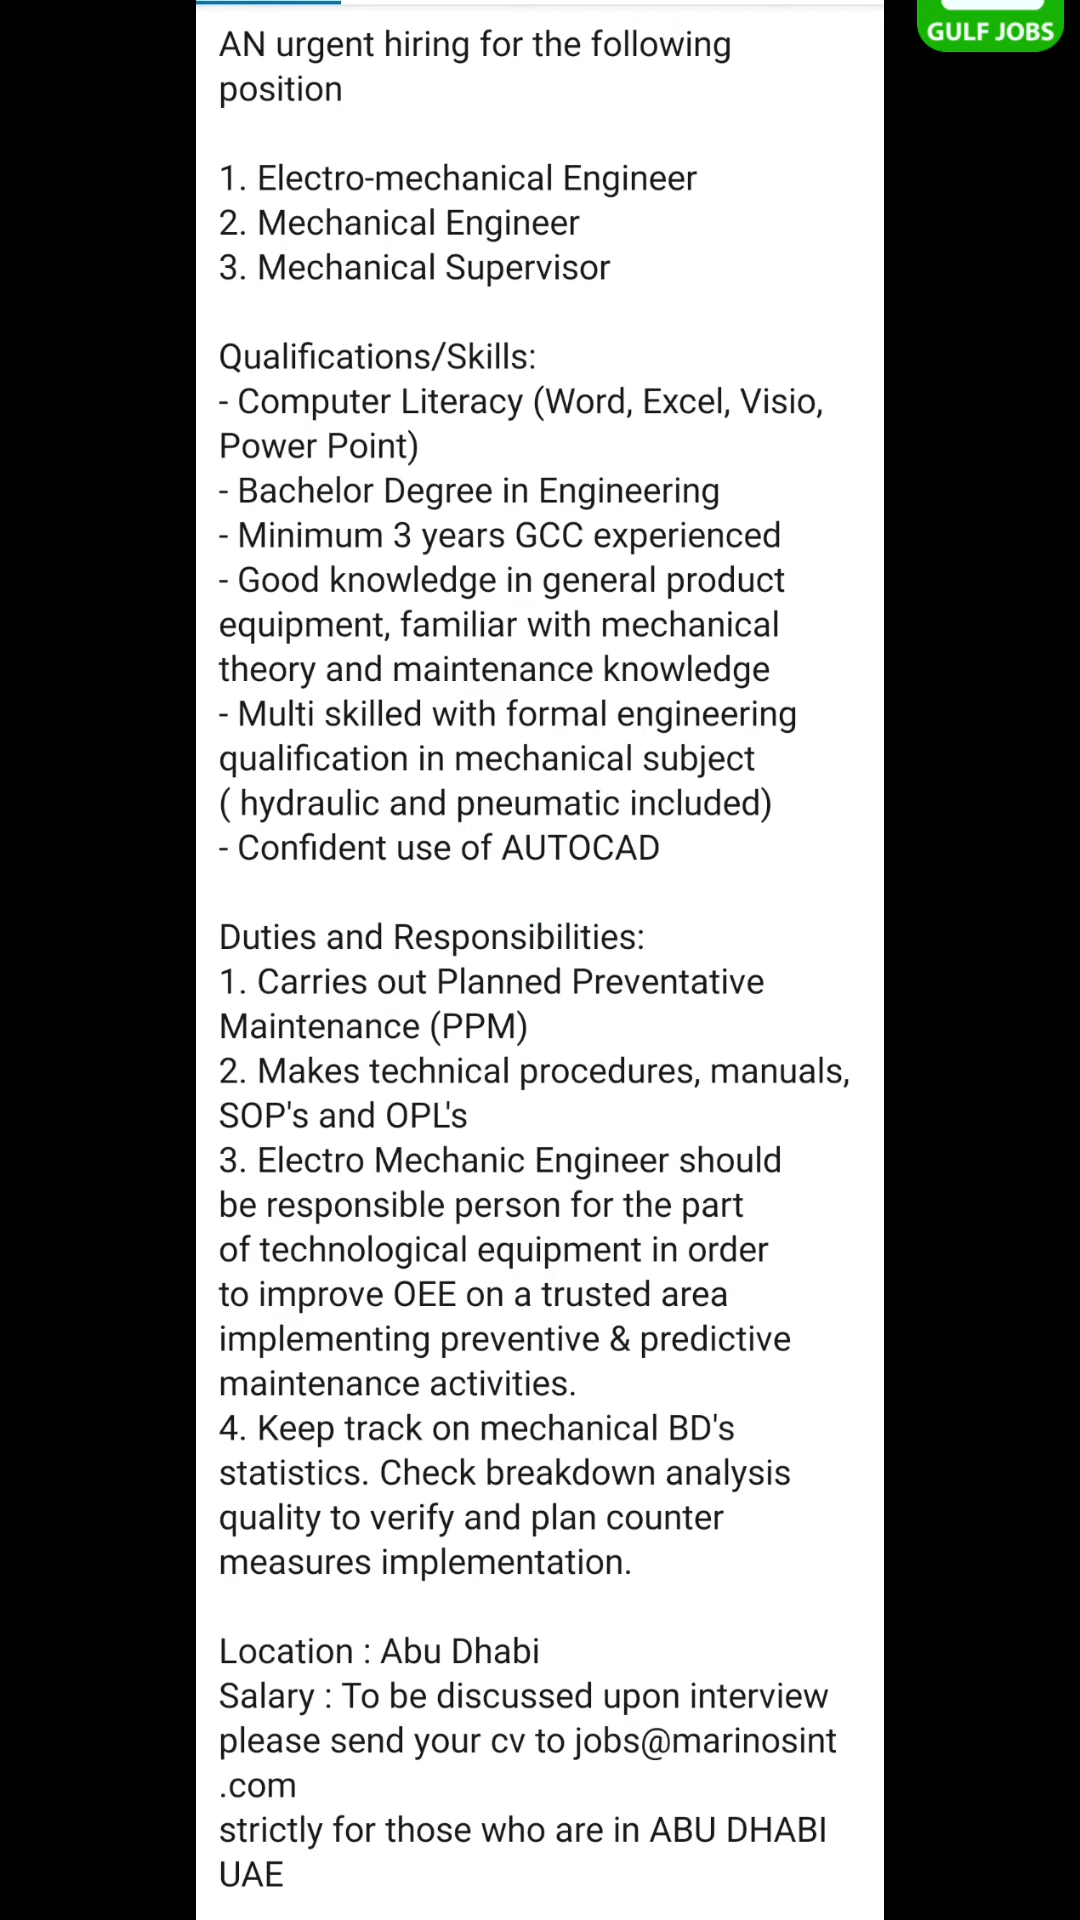 GULF JOBS
AN urgent hiring for the following
position
1. Electro-mechanical Engineer
2. Mechanical Engineer
3. Mechanical Supervisor
Qualifications/Skills:
- Computer Literacy (Word, Excel, Visio,
Power Point)
- Bachelor Degree in Engineering
- Minimum 3 years GCC experienced
- Good knowledge in general product
equipment, familiar with mechanical
theory and maintenance knowledge
- Multi skilled with formal engineering
qualification in mechanical subject
( hydraulic and pneumatic included)
- Confident use of AUTOCAD
Duties and Responsibilities:
1. Carries out Planned Preventative
Maintenance (PPM)
2. Makes technical procedures, manuals,
SOP's and OPL's
3. Electro Mechanic Engineer should
be responsible person for the part
of technological equipment in order
to improve OEE on a trusted area
implementing preventive & predictive
maintenance activities.
4. Keep track on mechanical BD's
statistics. Check breakdown analysis
quality to verify and plan counter
measures implementation.
Location : Abu Dhabi
Salary : To be discussed upon interview
please send your cv to jobs@marinosint
.com
strictly for those who are in ABU DHABI
UAE